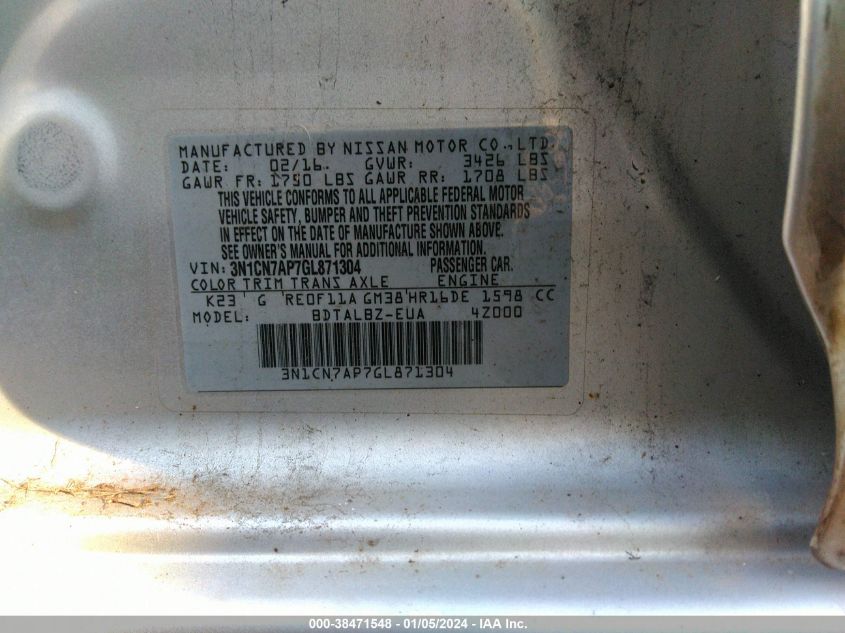 MANUFACTURED BY NISSAN MOTOR CO.,LTD.
DATE: 02/16 GVWR: 3426 LBS
GAWR FR: 1750 LBS GAWR RR: 1708 LBS
THIS VEHICLE CONFORMS TO ALL APPLICABLE FEDERAL MOTOR
VEHICLE SAFETY, BUMPER AND THEFT PREVENTION STANDARDS
IN EFFECT ON THE DATE OF MANUFACTURE SHOWN ABOVE.
SEE OWNER'S MANUAL FOR ADDITIONAL INFORMATION.
VIN: 3N1CN7AP7GL871304 PASSENGER CAR.
COLOR TRIM TRANS AXLE ENGINE
K23 G RE0F11A GM38 HR16DE 1598 CC
MODEL: BDTALBZ-EUA 4Z000
3N1CN7AP7GL871304
000-38471548 - 01/05/2024 - IAA Inc.